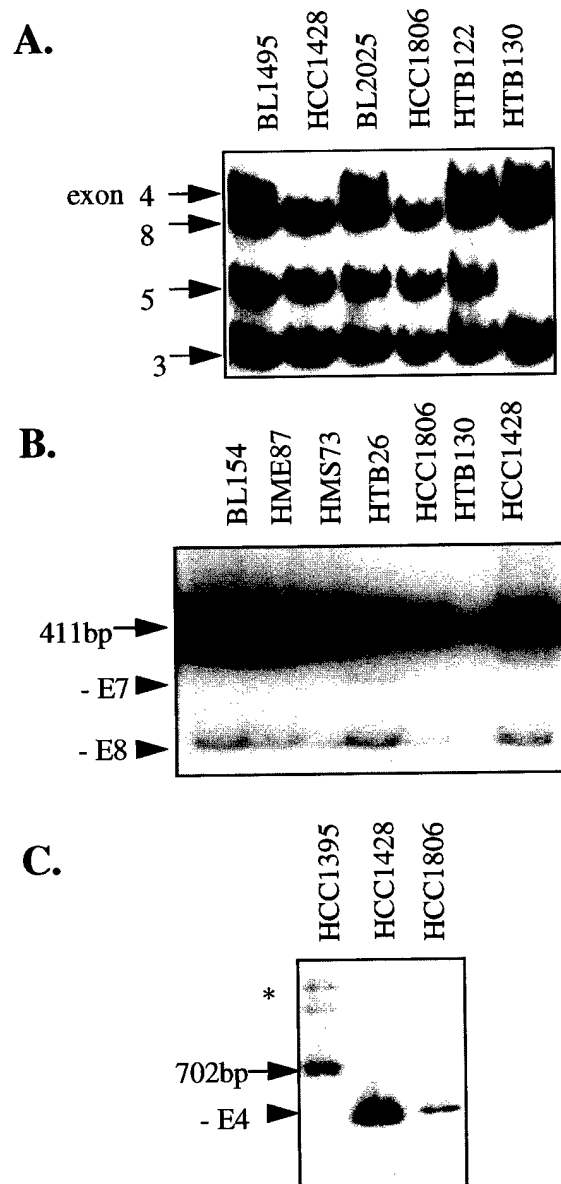 A.
BL1495
HCC1428
BL2025
HCC1806
HTB122
HTB130
exon 4
8
5
3
B.
BL154
HME87
HMS73
HTB26
HCC1806
HTB130
HCC1428
411bp
- E7
- E8
C.
HCC1395
HCC1428
HCC1806
*
702bp
- E4